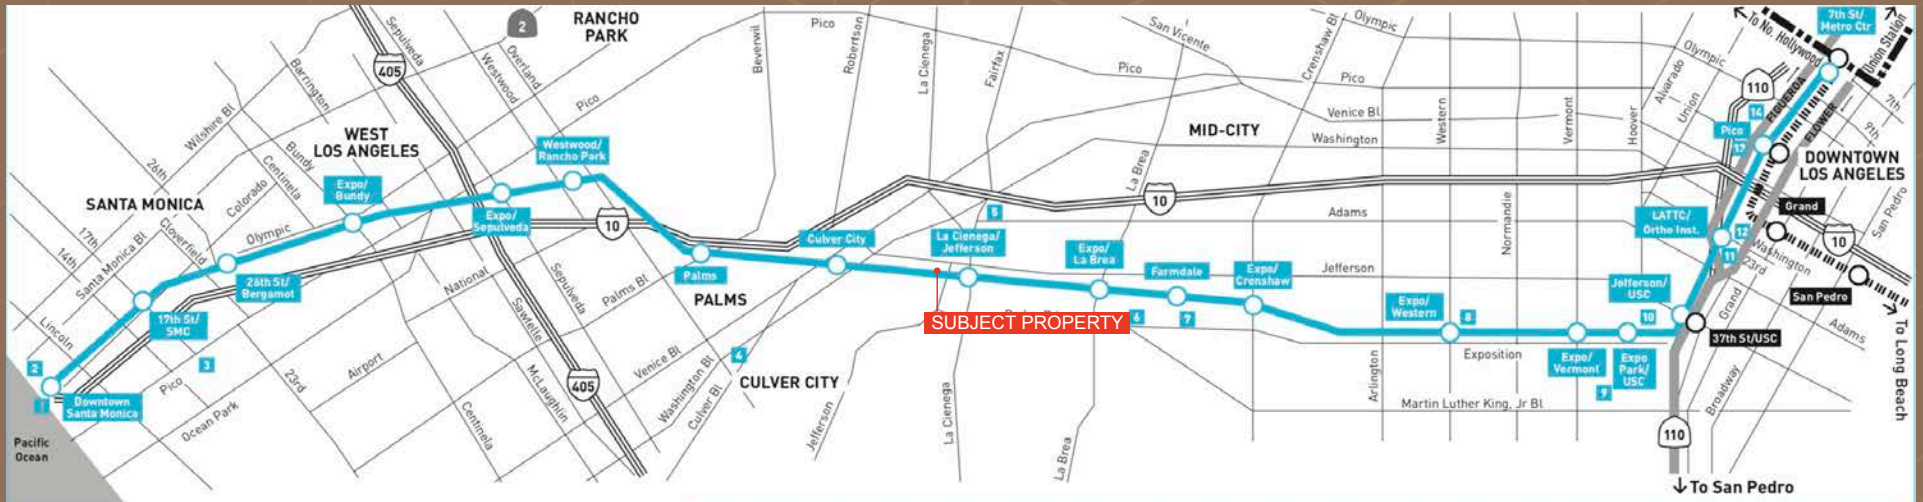 RANCHO
PARK
2
405
Sepulveda
Westwood
Overland
Pico
Pico
Beverwil
Robertson
La Cienega
Fairfax
San Vicente
Pico
Crenshaw Bl
Olympic
Pico
Venice Bl
Washington
MID-CITY
Western
Vermont
Hoover
Alvarado
Union
Olympic
110
14
FIGUEROA
FLOWER
To No. Hollywood
7th St/
Metro Ctr
Union Station
7th
9th
DOWNTOWN
LOS ANGELES
San Pedro
Pico
Barrington
WEST
LOS ANGELES
Bundy
Centinela
Wilshire Bl
26th
Colorado
SANTA MONICA
Cloverfield
Olympic
17th
14th
Santa Monica Bl
Lincoln
Expo/
Bundy
Westwood/
Rancho Park
Expo/
Sepulveda
10
26th St/
Bergamot
17th St/
SMC
National
Sepulveda
Palms Bl
Palms
PALMS
Culver City
La Cienega/
Jefferson
5
La Brea
10
Expo/
La Brea
Farmdale
Expo/
Crenshaw
Adams
Jefferson
Normandie
LATTC/
Ortho Inst.
12
11
23rd
Grand
Washington
10
San Pedro
Jefferson/
USC
10
Grand
Adams
37th St/USC
To Long Beach
SUBJECT PROPERTY
6
7
Expo/
Western
8
Exposition
Expo/
Vermont
Expo
Park/
USC
9
Martin Luther King, Jr Bl
Arlington
Broadway
110
To San Pedro
2
1
Downtown
Santa Monica
Pico
3
23rd
Airport
Ocean Park
Centinela
McLaughlin
Sawtelle
405
Venice Bl
Washington Bl
Culver Bl
4
CULVER CITY
Jefferson
La Cienega
La Brea
Pacific
Ocean